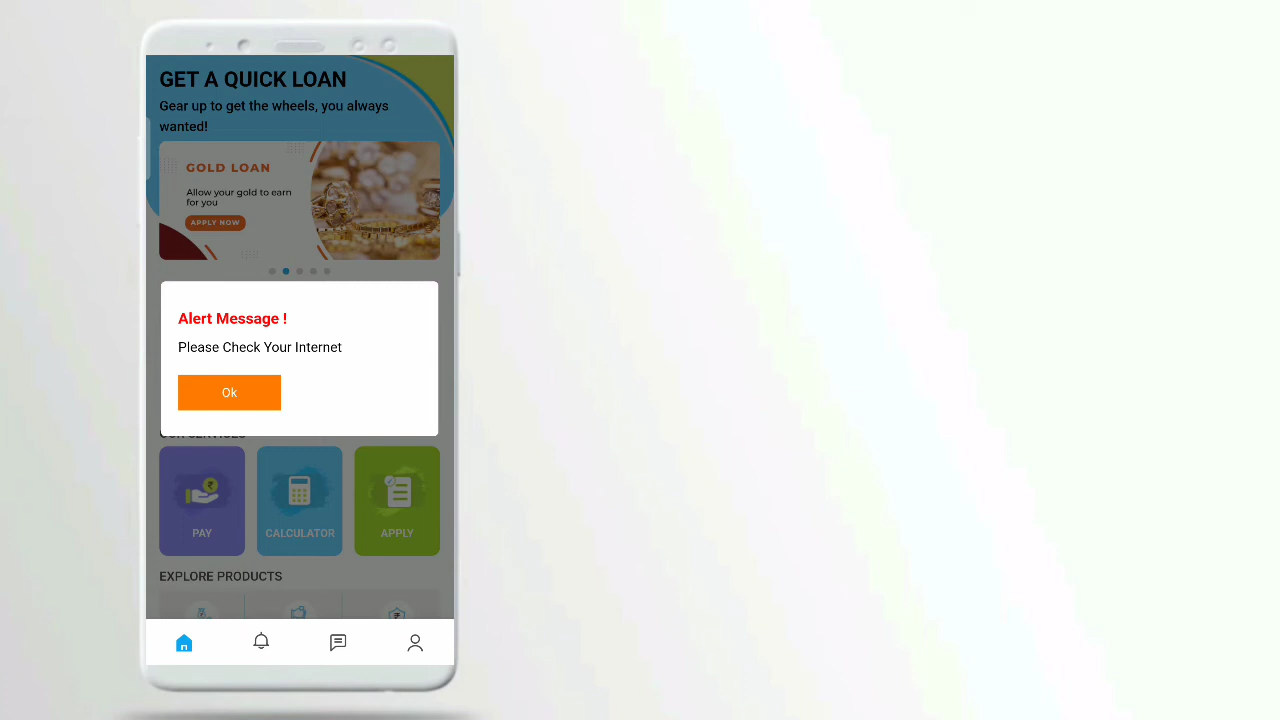 GET A QUICK LOAN
Gear up to get the wheels, you always
wanted!
GOLD LOAN
Allow your gold to earn
for you
APPLY NOW
Alert Message !
Please Check Your Internet
Ok
PAY
CALCULATOR
APPLY
EXPLORE PRODUCTS